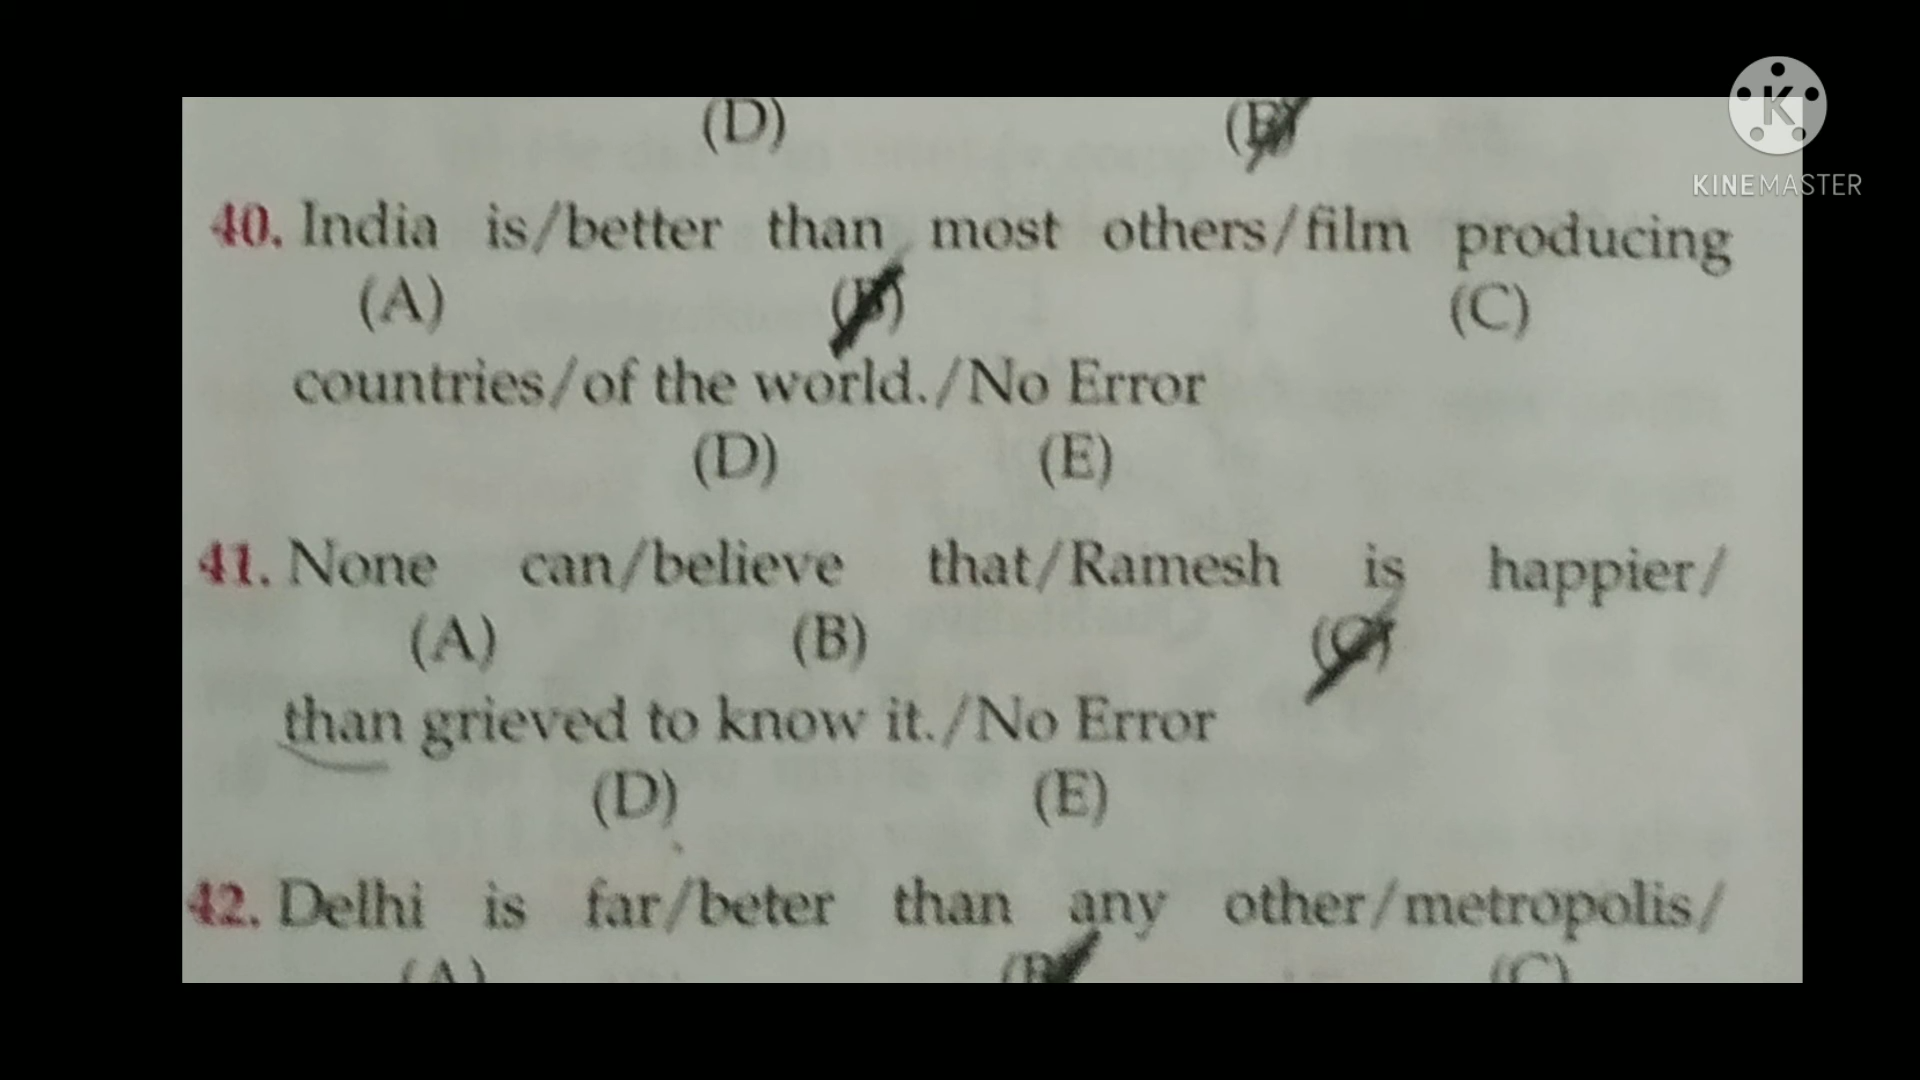 (D) (E)
K
KINEMASTER
40. India is/better than most others/film producing
(A) (B) (C)
countries/of the world./No Error
(D) (E)
41. None can/believe that/Ramesh is happier/
(A) (B) (C)
than grieved to know it./No Error
(D) (E)
42. Delhi is far/beter than any other/metropolis/
(A) (B) (C)